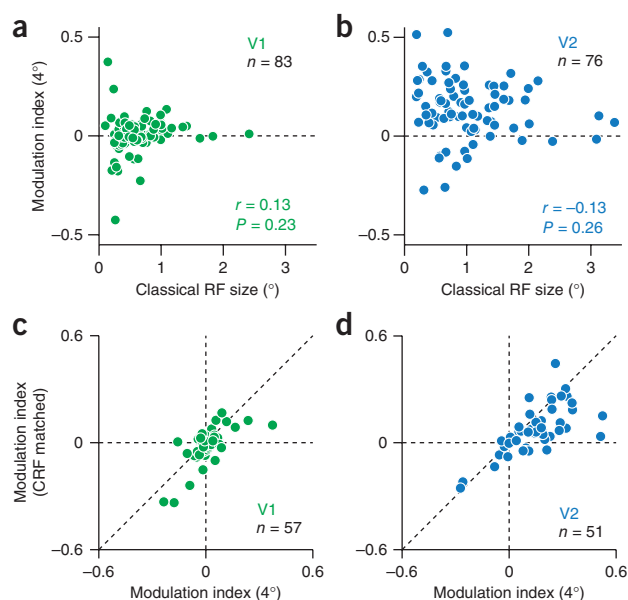 a
V1
n = 83
0.5
0
–0.5
Modulation index (4°)
r = 0.13
P = 0.23
0 1 2 3
Classical RF size (°)
b
V2
n = 76
0.5
0
–0.5
r = –0.13
P = 0.26
0 1 2 3
Classical RF size (°)
c
0.6
0
–0.6
Modulation index
(CRF matched)
V1
n = 57
–0.6 0 0.6
Modulation index (4°)
d
0.6
0
–0.6
V2
n = 51
–0.6 0 0.6
Modulation index (4°)